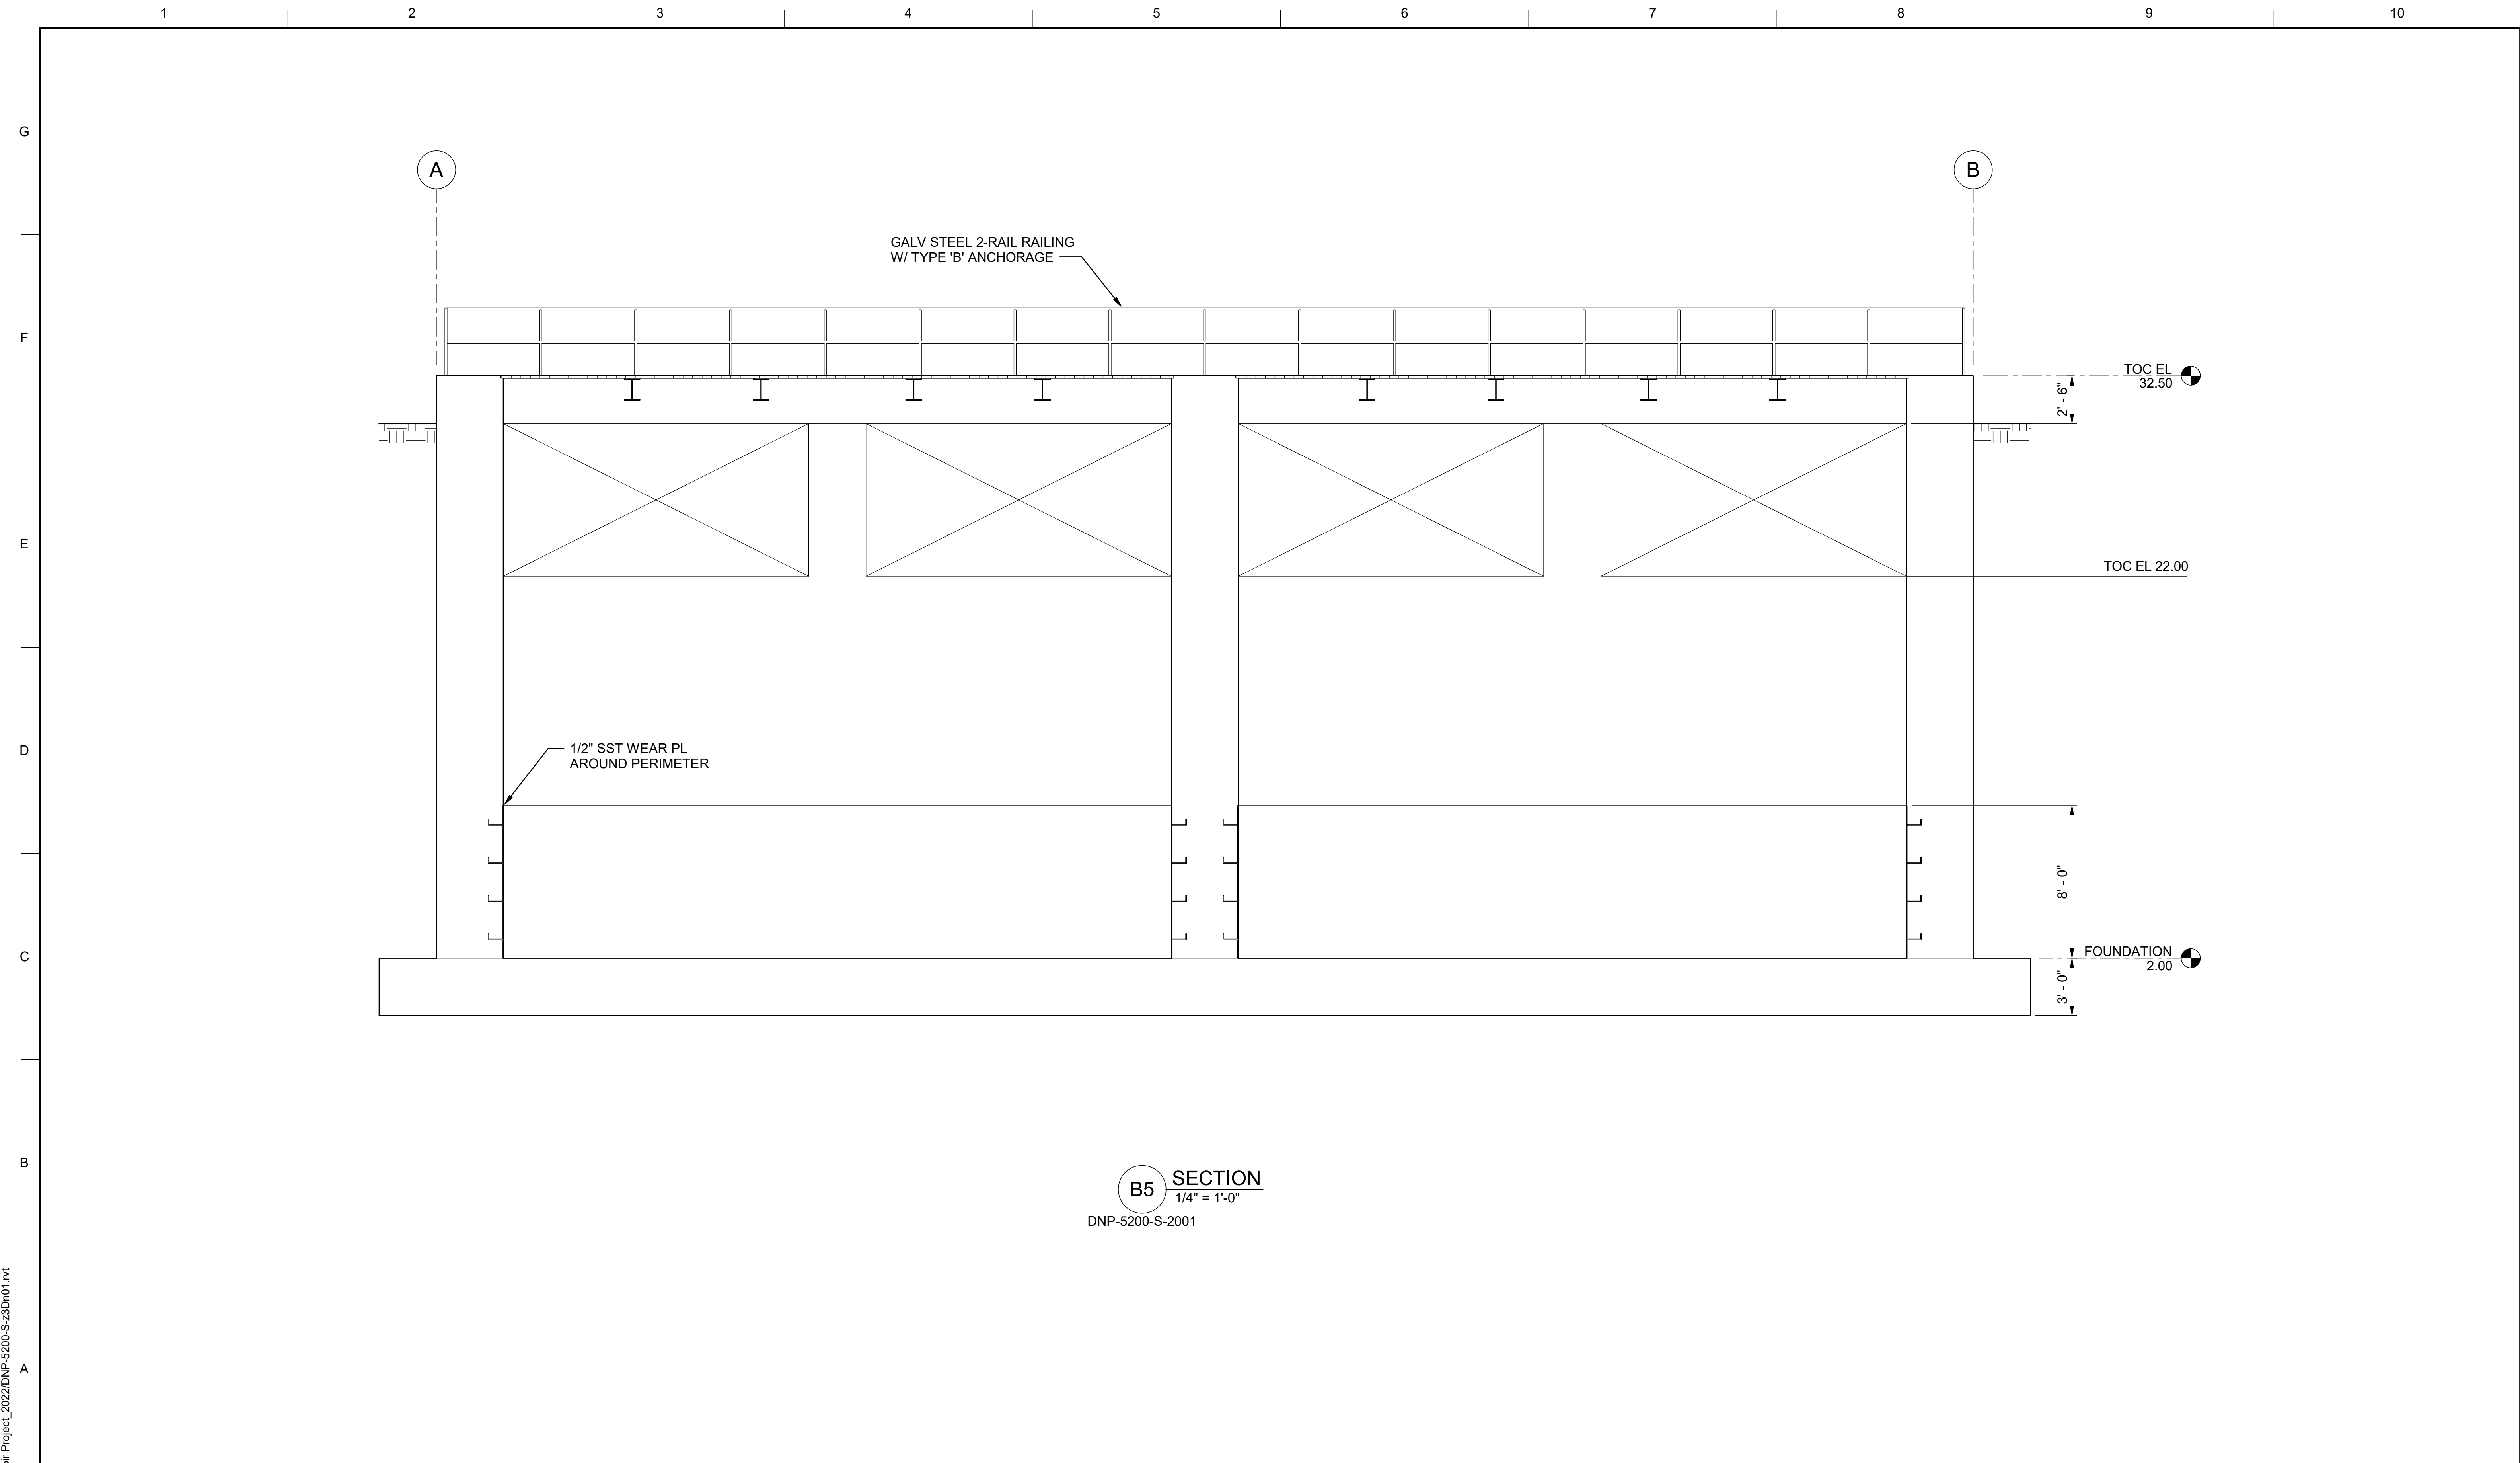 1 2 3 4 5 6 7 8 9 10
G
A B
GALV STEEL 2-RAIL RAILING
W/ TYPE 'B' ANCHORAGE
F
TOC EL
32.50
2' - 6"
E
TOC EL 22.00
D
1/2" SST WEAR PL
AROUND PERIMETER
8' - 0"
C
FOUNDATION
2.00
3' - 0"
B
B5 SECTION
1/4" = 1'-0"
DNP-5200-S-2001
A
Project_2022/DNP-5200-S-z3Dn01.rvt